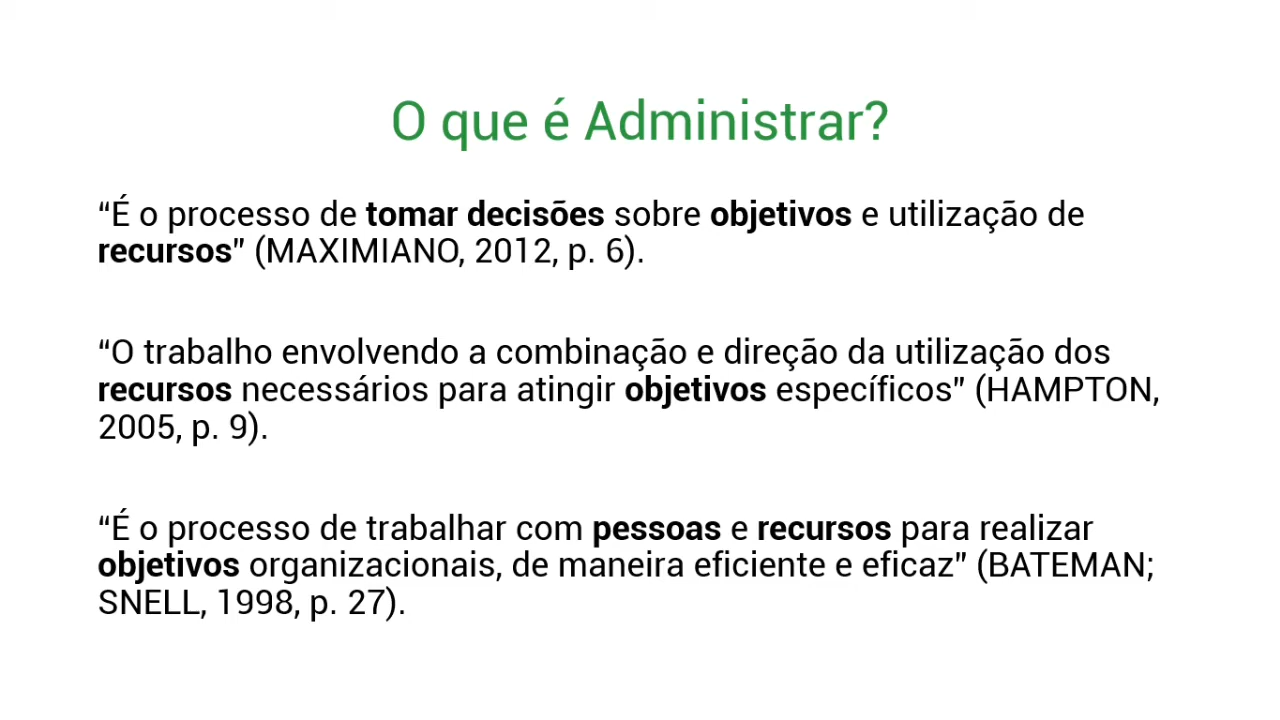 O que é Administrar?
“É o processo de tomar decisões sobre objetivos e utilização de
recursos” (MAXIMIANO, 2012, p. 6).
“O trabalho envolvendo a combinação e direção da utilização dos
recursos necessários para atingir objetivos específicos” (HAMPTON,
2005, p. 9).
“É o processo de trabalhar com pessoas e recursos para realizar
objetivos organizacionais, de maneira eficiente e eficaz” (BATEMAN;
SNELL, 1998, p. 27).